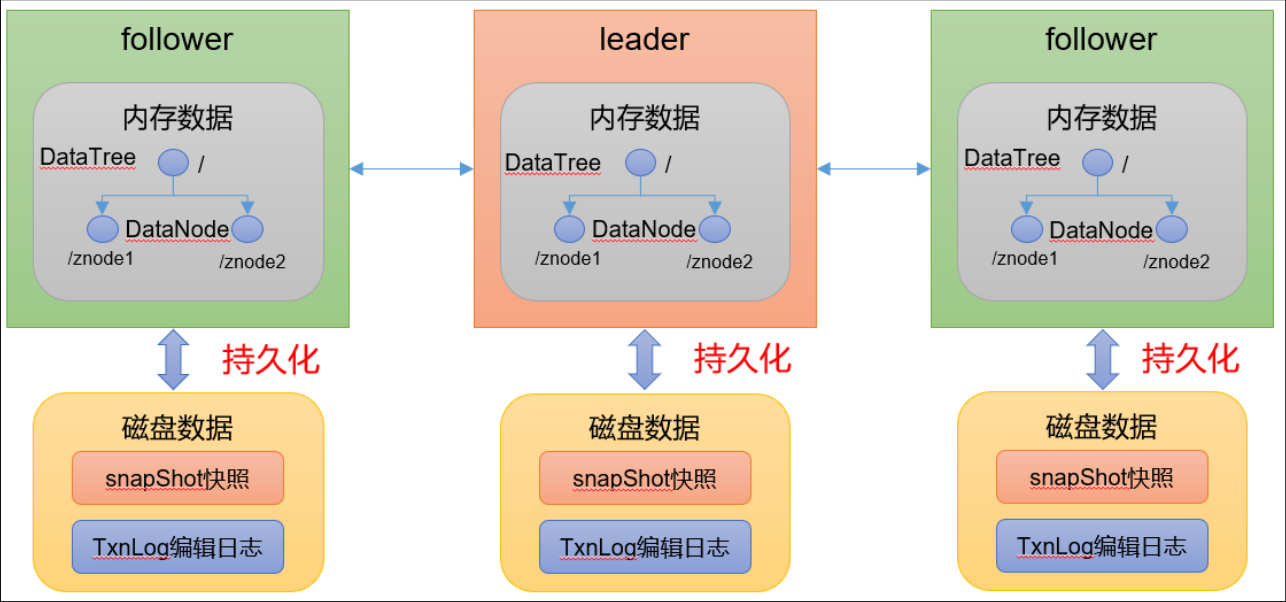 follower
内存数据
DataTree
/
DataNode
/znode1
/znode2
持久化
磁盘数据
snapShot快照
TxnLog编辑日志
leader
内存数据
DataTree
/
DataNode
/znode1
/znode2
持久化
磁盘数据
snapShot快照
TxnLog编辑日志
follower
内存数据
DataTree
/
DataNode
/znode1
/znode2
持久化
磁盘数据
snapShot快照
TxnLog编辑日志